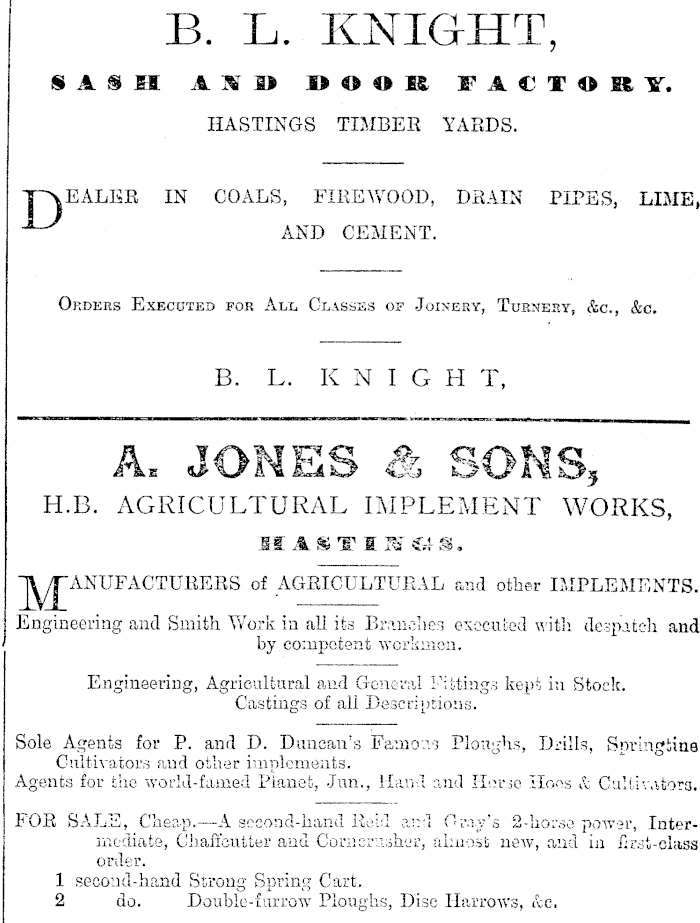 B. L. KNIGHT,
SASH AND DOOR FACTORY.
HASTINGS TIMBER YARDS.
DEALER IN COALS, FIREWOOD, DRAIN PIPES, LIME,
AND CEMENT.
ORDERS EXECUTED FOR ALL CLASSES OF JOINERY, TURNERY, &c., &c.
B. L. KNIGHT,
A. JONES & SONS,
H.B. AGRICULTURAL IMPLEMENT WORKS,
HASTINGS.
MANUFACTURERS of AGRICULTURAL and other IMPLEMENTS.
Engineering and Smith Work in all its Branches executed with despatch and
by competent workmen.
Engineering, Agricultural and General Fittings kept in Stock.
Castings of all Descriptions.
Sole Agents for P. and D. Duncan's Famous Ploughs, Drills, Springtine
Cultivators and other implements.
Agents for the world-famed Planet, Jun., Hand and Horse Hoes & Cultivators.
FOR SALE, Cheap.—A second-hand Reid and Gray's 2-horse power, Inter-
mediate, Chaffcutter and Corncrusher, almost new, and in first-class
order.
1 second-hand Strong Spring Cart.
2 do. Double-furrow Ploughs, Disc Harrows, &c.